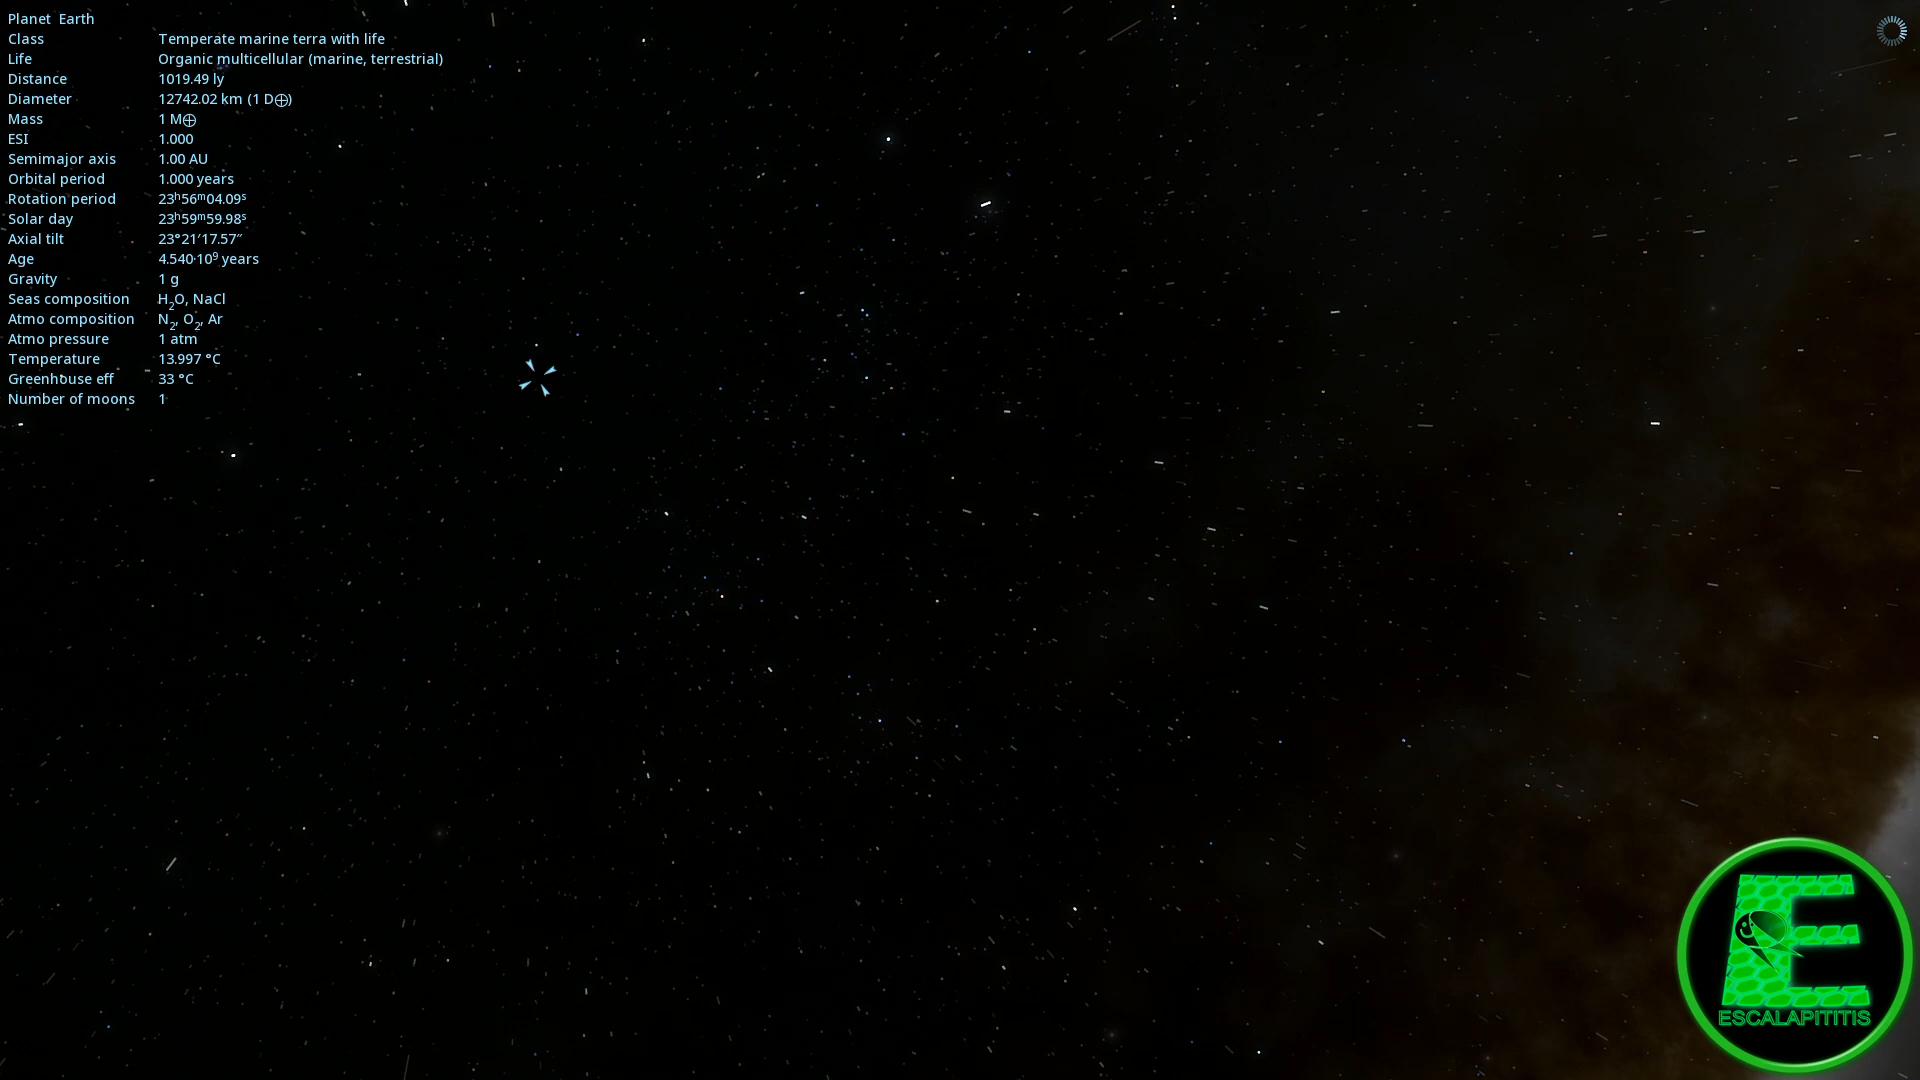 Planet Earth
Class Temperate marine terra with life
Life Organic multicellular (marine, terrestrial)
Distance 1019.49 ly
Diameter 12742.02 km (1 D⊕)
Mass 1 M⊕
ESI 1.000
Semimajor axis 1.00 AU
Orbital period 1.000 years
Rotation period 23ʰ56ᵐ04.09ˢ
Solar day 23ʰ59ᵐ59.98ˢ
Axial tilt 23°21′17.57″
Age 4.540·10⁹ years
Gravity 1 g
Seas composition H₂O, NaCl
Atmo composition N₂, O₂, Ar
Atmo pressure 1 atm
Temperature 13.997 °C
Greenhouse eff 33 °C
Number of moons 1
E
ESCALAPITITIS